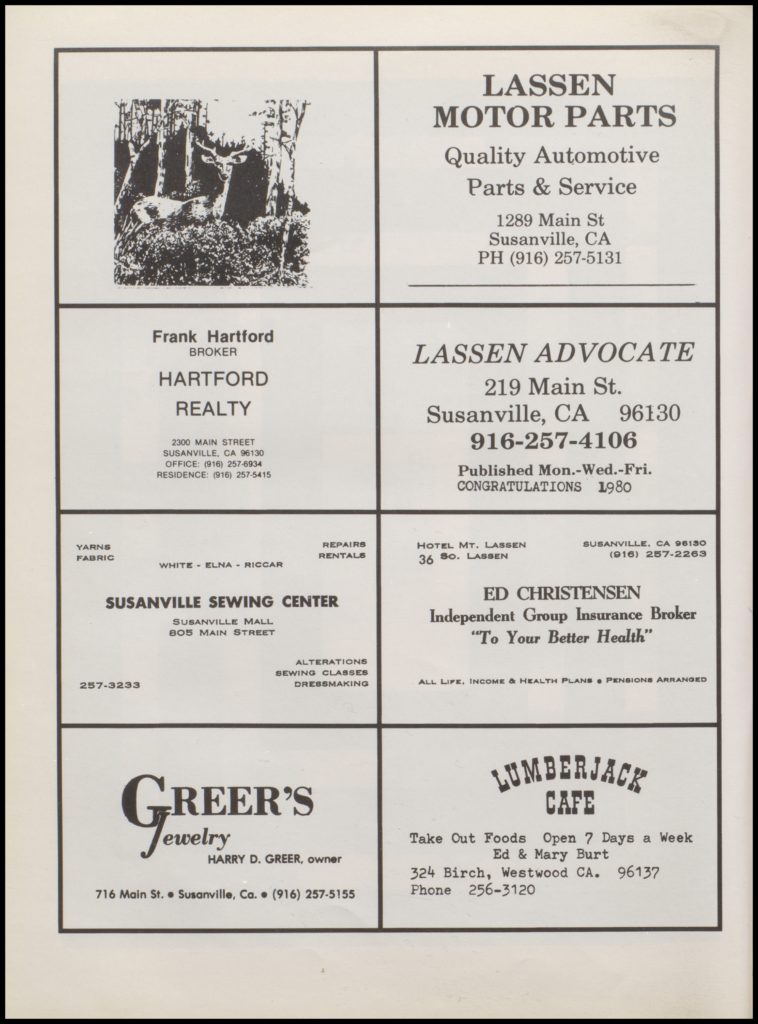 LASSEN
MOTOR PARTS
Quality Automotive
Parts & Service
1289 Main St
Susanville, CA
PH (916) 257-5131
Frank Hartford
BROKER
HARTFORD
REALTY
2300 MAIN STREET
SUSANVILLE, CA 96130
OFFICE: (916) 257-6934
RESIDENCE: (916) 257-5415
LASSEN ADVOCATE
219 Main St.
Susanville, CA 96130
916-257-4106
Published Mon.-Wed.-Fri.
CONGRATULATIONS 1980
YARNS
FABRIC
REPAIRS
RENTALS
WHITE - ELNA - RICCAR
SUSANVILLE SEWING CENTER
SUSANVILLE MALL
805 MAIN STREET
ALTERATIONS
SEWING CLASSES
DRESSMAKING
257-3233
HOTEL MT. LASSEN
36 SO. LASSEN
SUSANVILLE, CA 96130
(916) 257-2263
ED CHRISTENSEN
Independent Group Insurance Broker
"To Your Better Health"
ALL LIFE, INCOME & HEALTH PLANS • PENSIONS ARRANGED
GREER'S
Jewelry
HARRY D. GREER, owner
716 Main St. • Susanville, Ca. • (916) 257-5155
LUMBERJACK
CAFE
Take Out Foods Open 7 Days a Week
Ed & Mary Burt
324 Birch, Westwood CA. 96137
Phone 256-3120